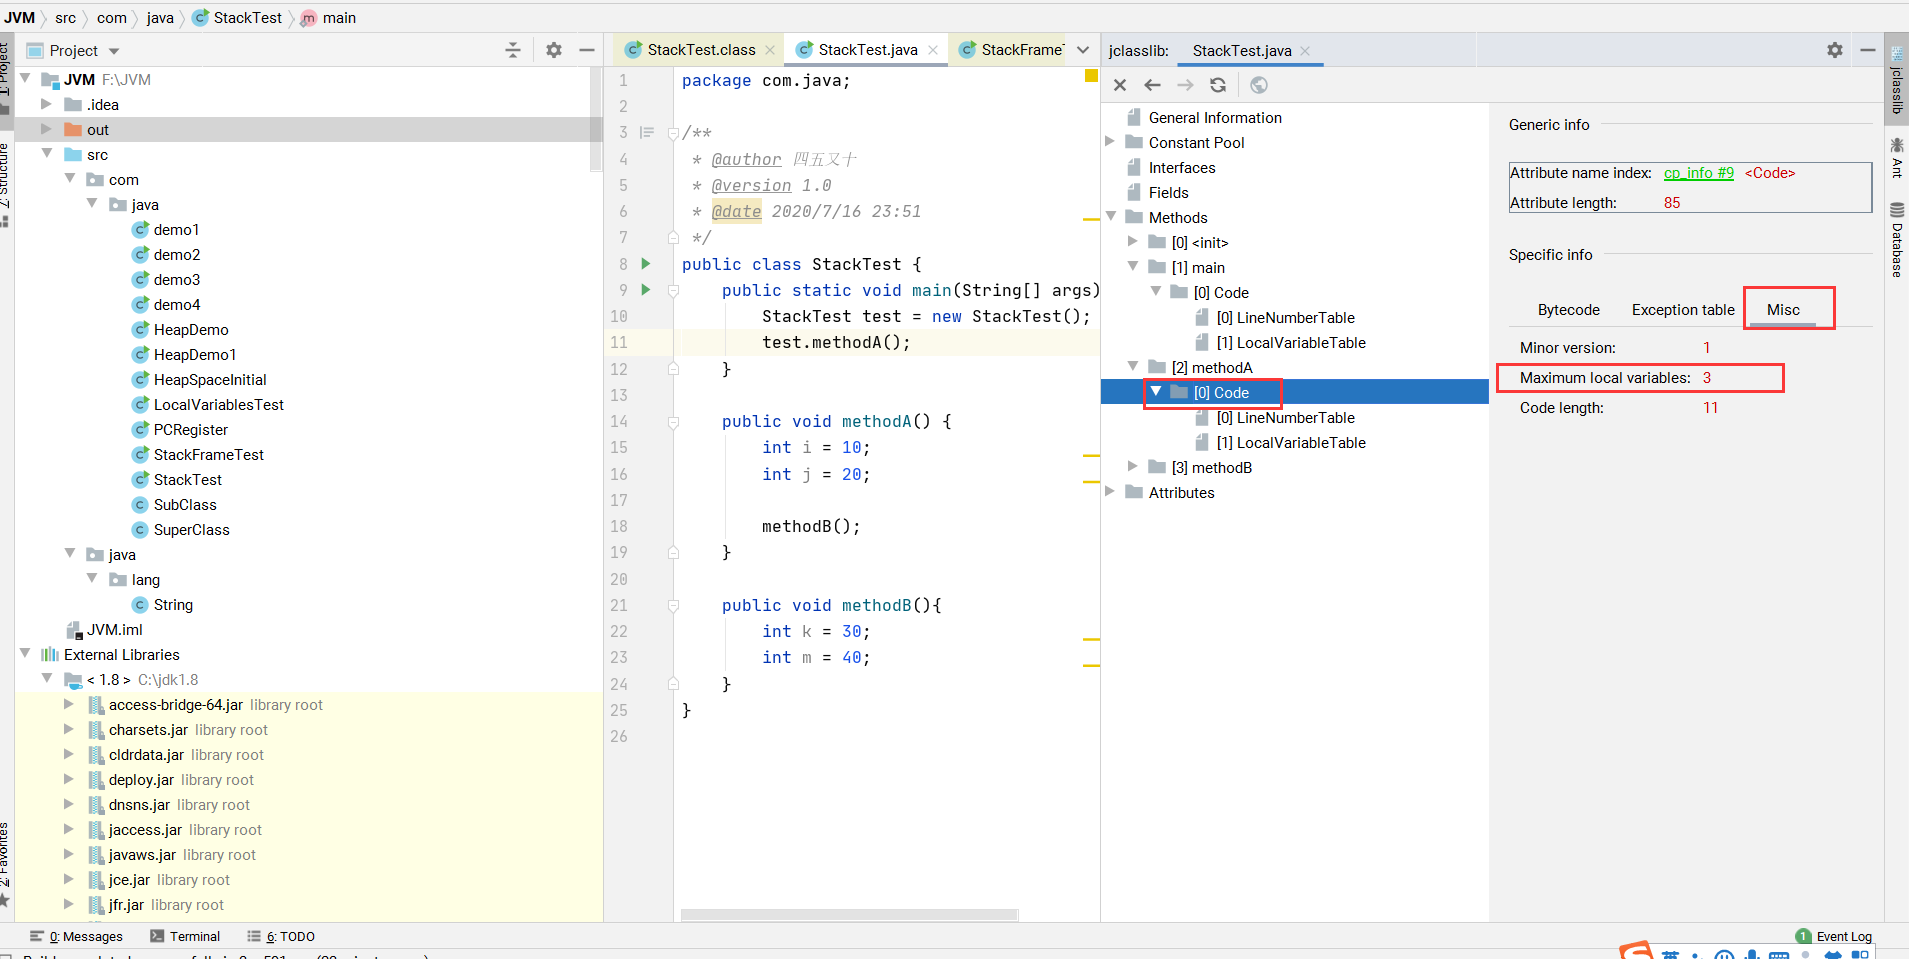 JVM src com java StackTest main
Project
StackTest.class StackTest.java StackFrameT
jclasslib: StackTest.java
1: Project
Z: Structure
2: Favorites
JVM F:\JVM
.idea
out
src
com
java
demo1
demo2
demo3
demo4
HeapDemo
HeapDemo1
HeapSpaceInitial
LocalVariablesTest
PCRegister
StackFrameTest
StackTest
SubClass
SuperClass
java
lang
String
JVM.iml
External Libraries
< 1.8 > C:\jdk1.8
access-bridge-64.jar library root
charsets.jar library root
cldrdata.jar library root
deploy.jar library root
dnsns.jar library root
jaccess.jar library root
javaws.jar library root
jce.jar library root
jfr.jar library root
1 package com.java;
2
3 /**
4 * @author 四五又十
5 * @version 1.0
6 * @date 2020/7/16 23:51
7 */
8 public class StackTest {
9 public static void main(String[] args)
10 StackTest test = new StackTest();
11 test.methodA();
12 }
13
14 public void methodA() {
15 int i = 10;
16 int j = 20;
17
18 methodB();
19 }
20
21 public void methodB(){
22 int k = 30;
23 int m = 40;
24 }
25 }
26
General Information
Constant Pool
Interfaces
Fields
Methods
[0] <init>
[1] main
[0] Code
[0] LineNumberTable
[1] LocalVariableTable
[2] methodA
[0] Code
[0] LineNumberTable
[1] LocalVariableTable
[3] methodB
Attributes
Generic info
Attribute name index: cp_info #9 <Code>
Attribute length: 85
Specific info
Bytecode Exception table Misc
Minor version: 1
Maximum local variables: 3
Code length: 11
jclasslib
Ant
Database
0: Messages Terminal 6: TODO
1 Event Log